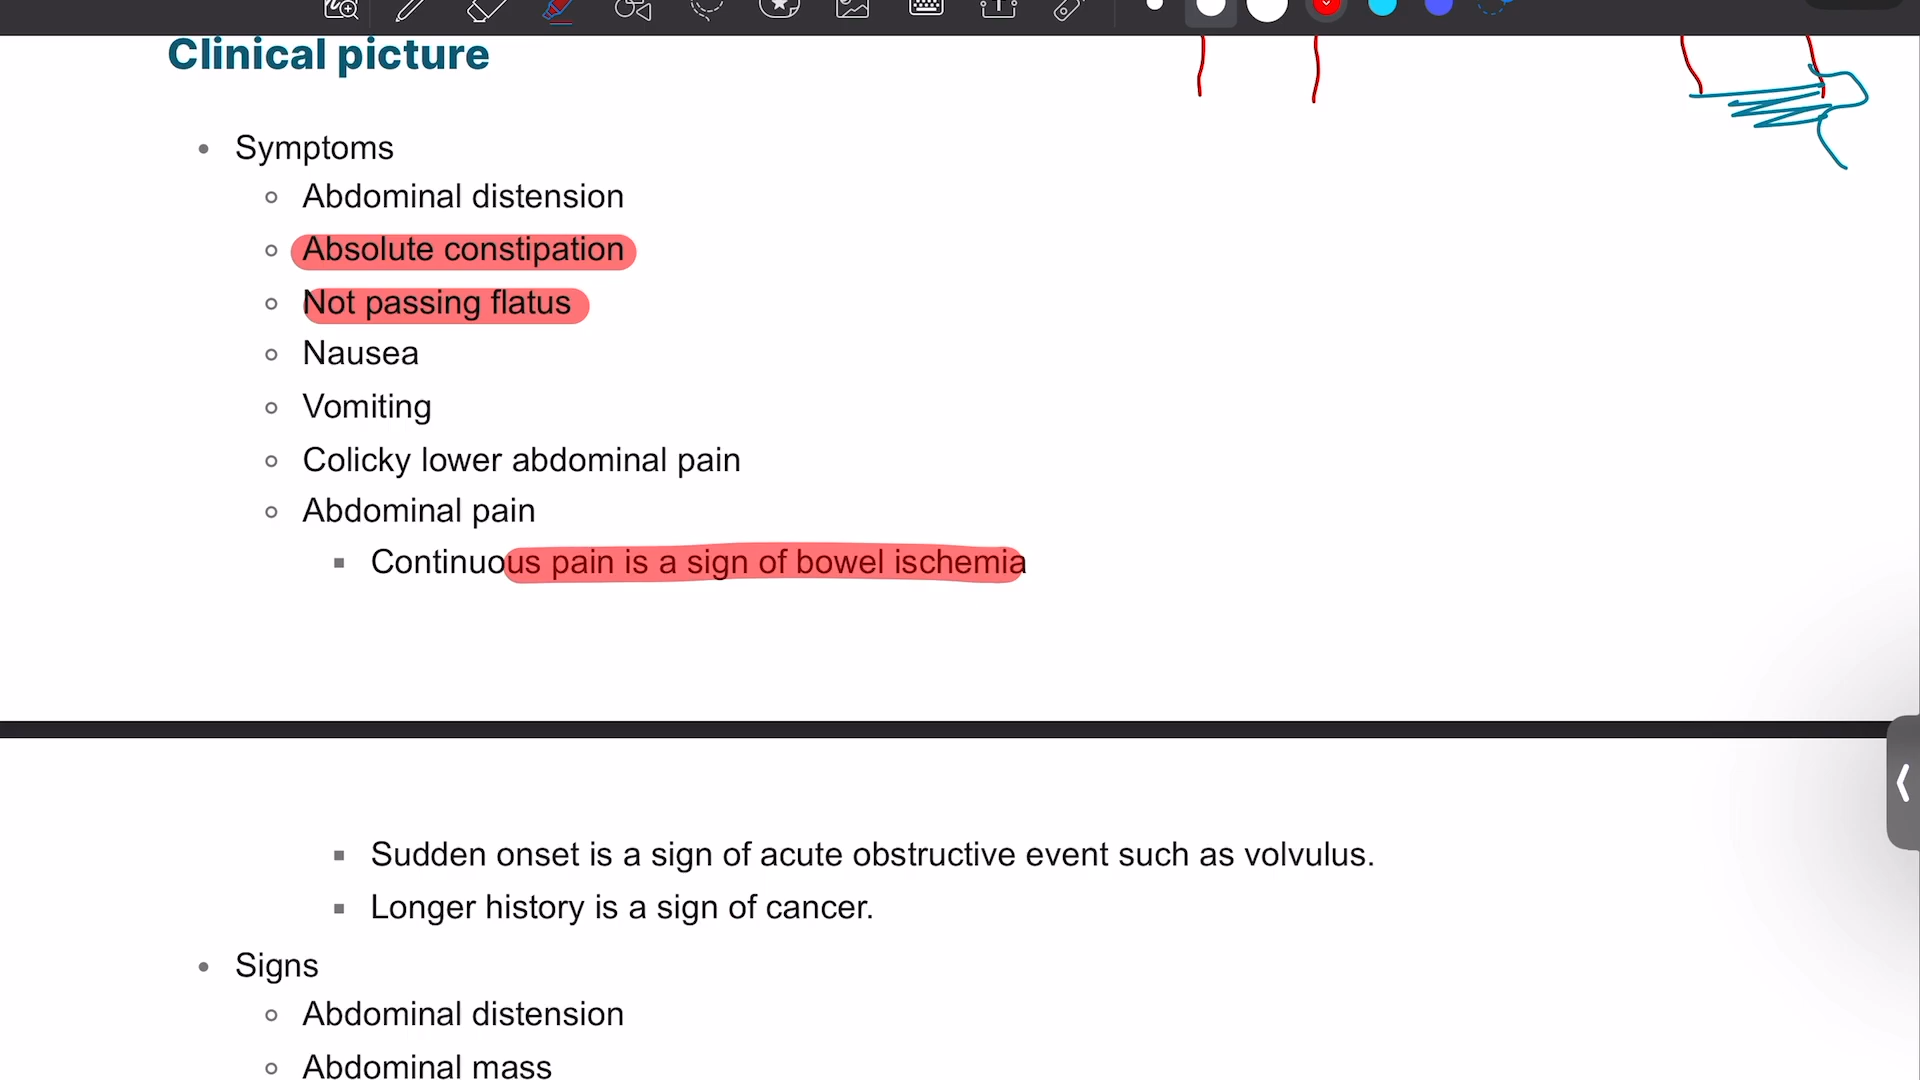 Clinical picture
Symptoms
Abdominal distension
Absolute constipation
Not passing flatus
Nausea
Vomiting
Colicky lower abdominal pain
Abdominal pain
Continuous pain is a sign of bowel ischemia
Sudden onset is a sign of acute obstructive event such as volvulus.
Longer history is a sign of cancer.
Signs
Abdominal distension
Abdominal mass